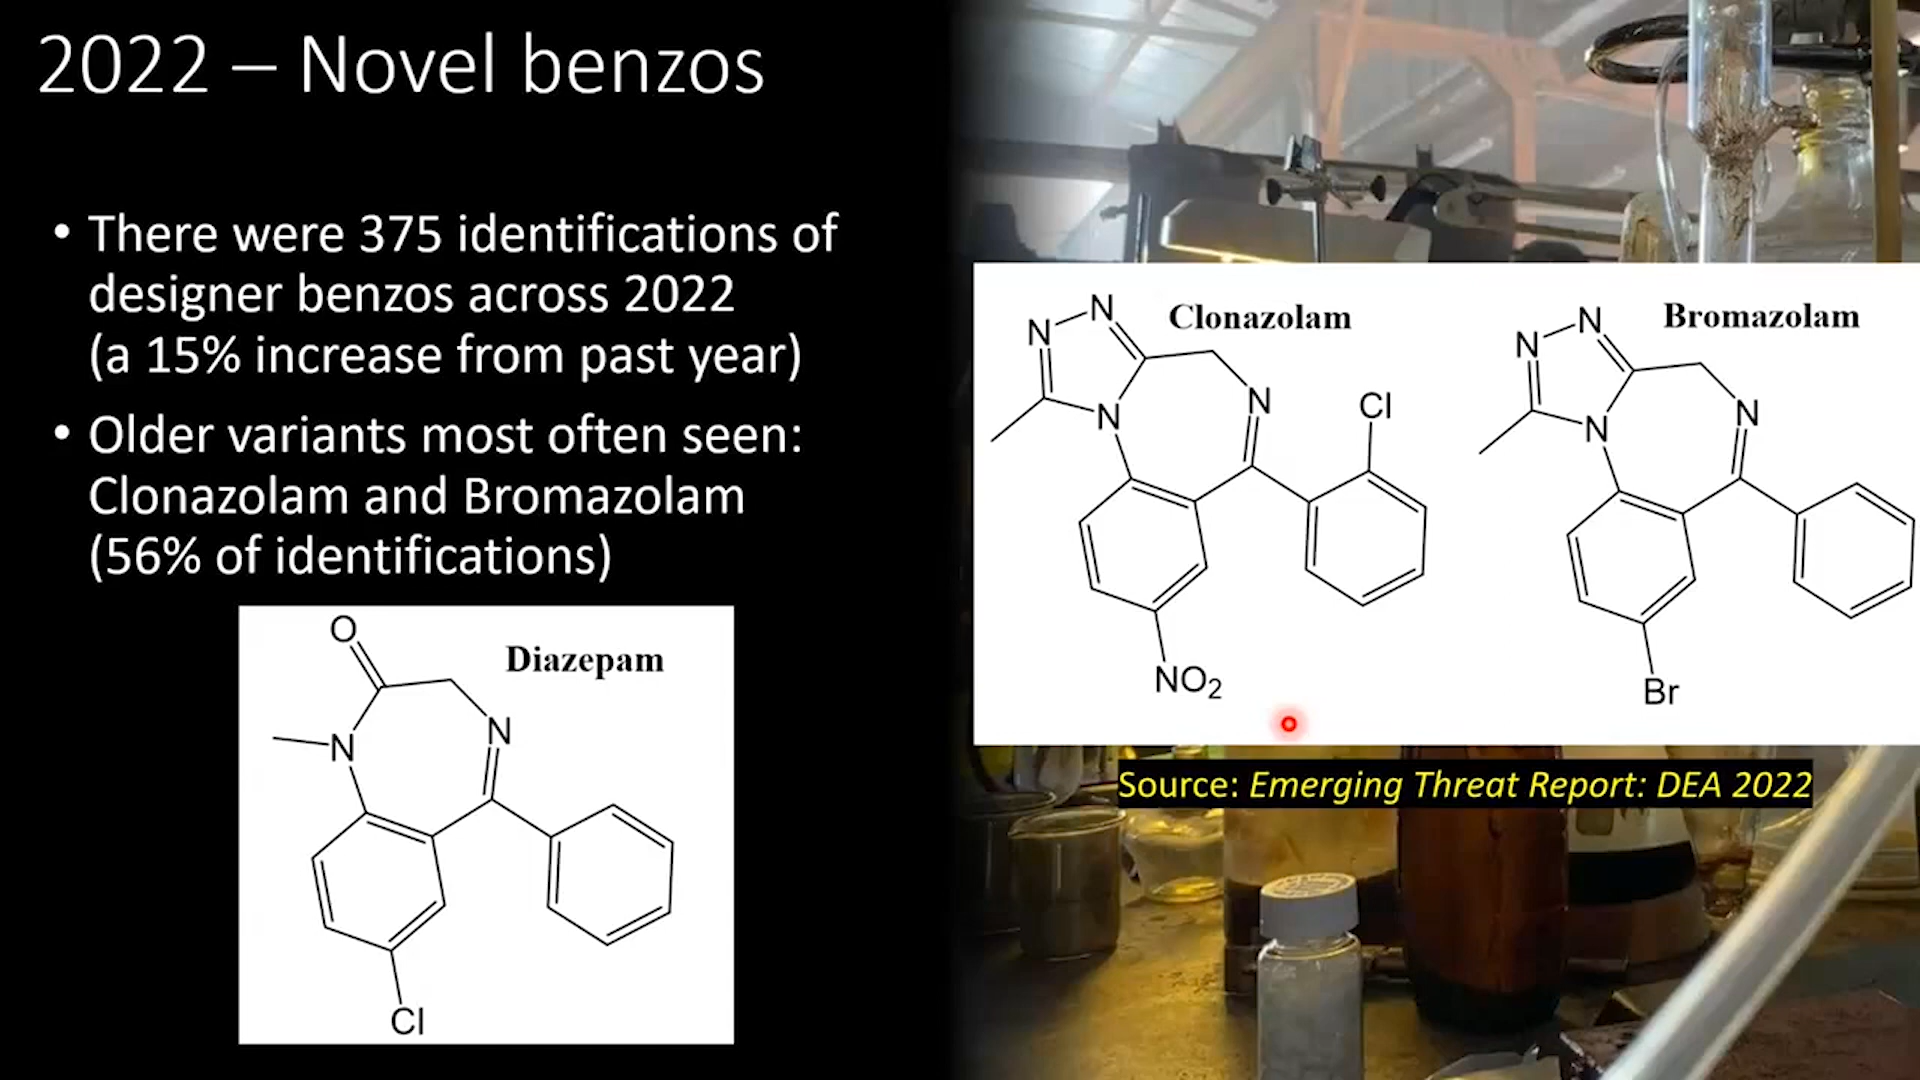 2022 – Novel benzos
• There were 375 identifications of
designer benzos across 2022
(a 15% increase from past year)
• Older variants most often seen:
Clonazolam and Bromazolam
(56% of identifications)
Diazepam
O
N
N
Cl
Clonazolam
N
N
N
N
Cl
NO2
Bromazolam
N
N
N
N
Br
Source: Emerging Threat Report: DEA 2022